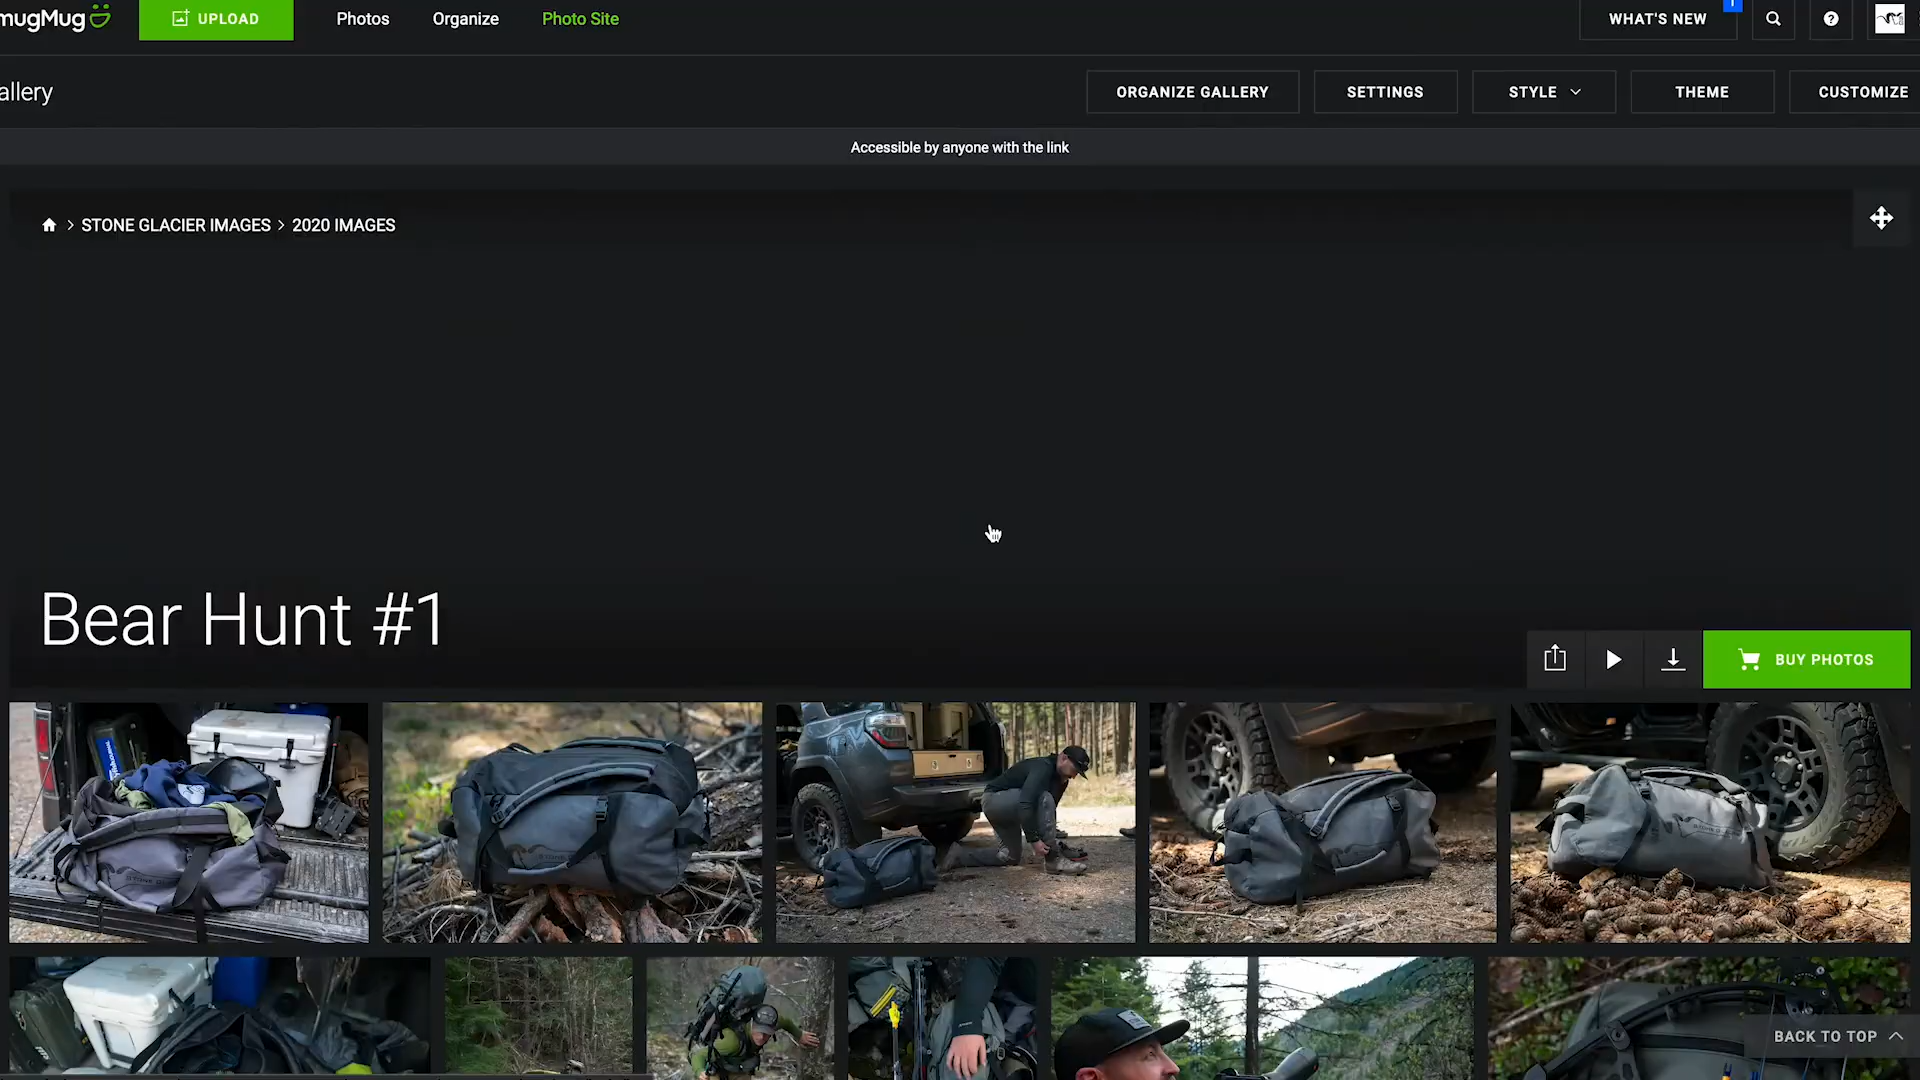 mugMug
UPLOAD
Photos
Organize
Photo Site
WHAT'S NEW
allery
ORGANIZE GALLERY
SETTINGS
STYLE
THEME
CUSTOMIZE
Accessible by anyone with the link
> STONE GLACIER IMAGES > 2020 IMAGES
Bear Hunt #1
BUY PHOTOS
BACK TO TOP